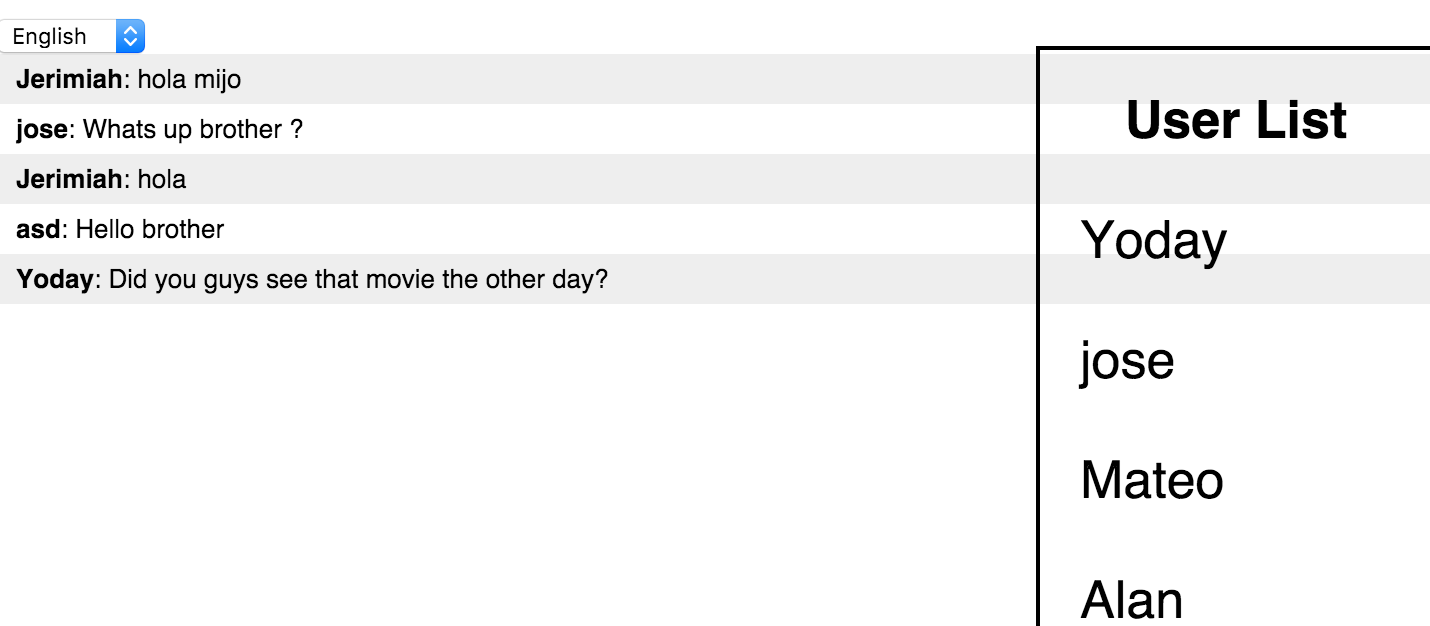 English
Jerimiah: hola mijo
jose: Whats up brother ?
Jerimiah: hola
asd: Hello brother
Yoday: Did you guys see that movie the other day?
User List
Yoday
jose
Mateo
Alan